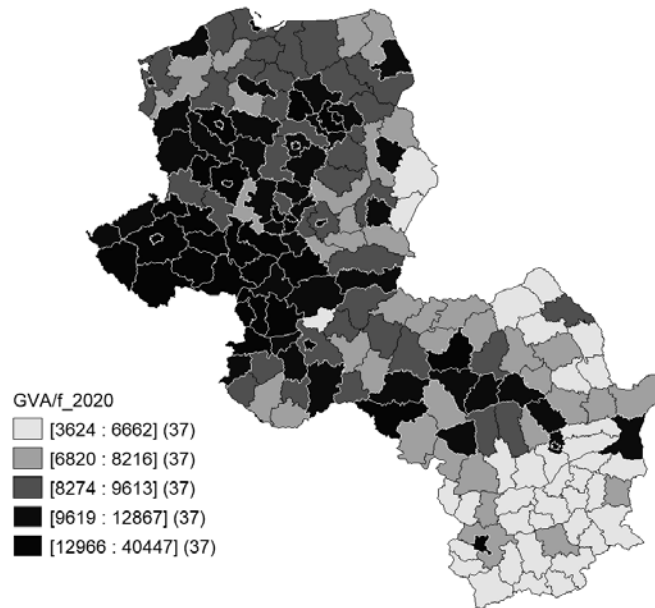 GVA/f_2020
[3624 : 6662] (37)
[6820 : 8216] (37)
[8274 : 9613] (37)
[9619 : 12867] (37)
[12966 : 40447] (37)